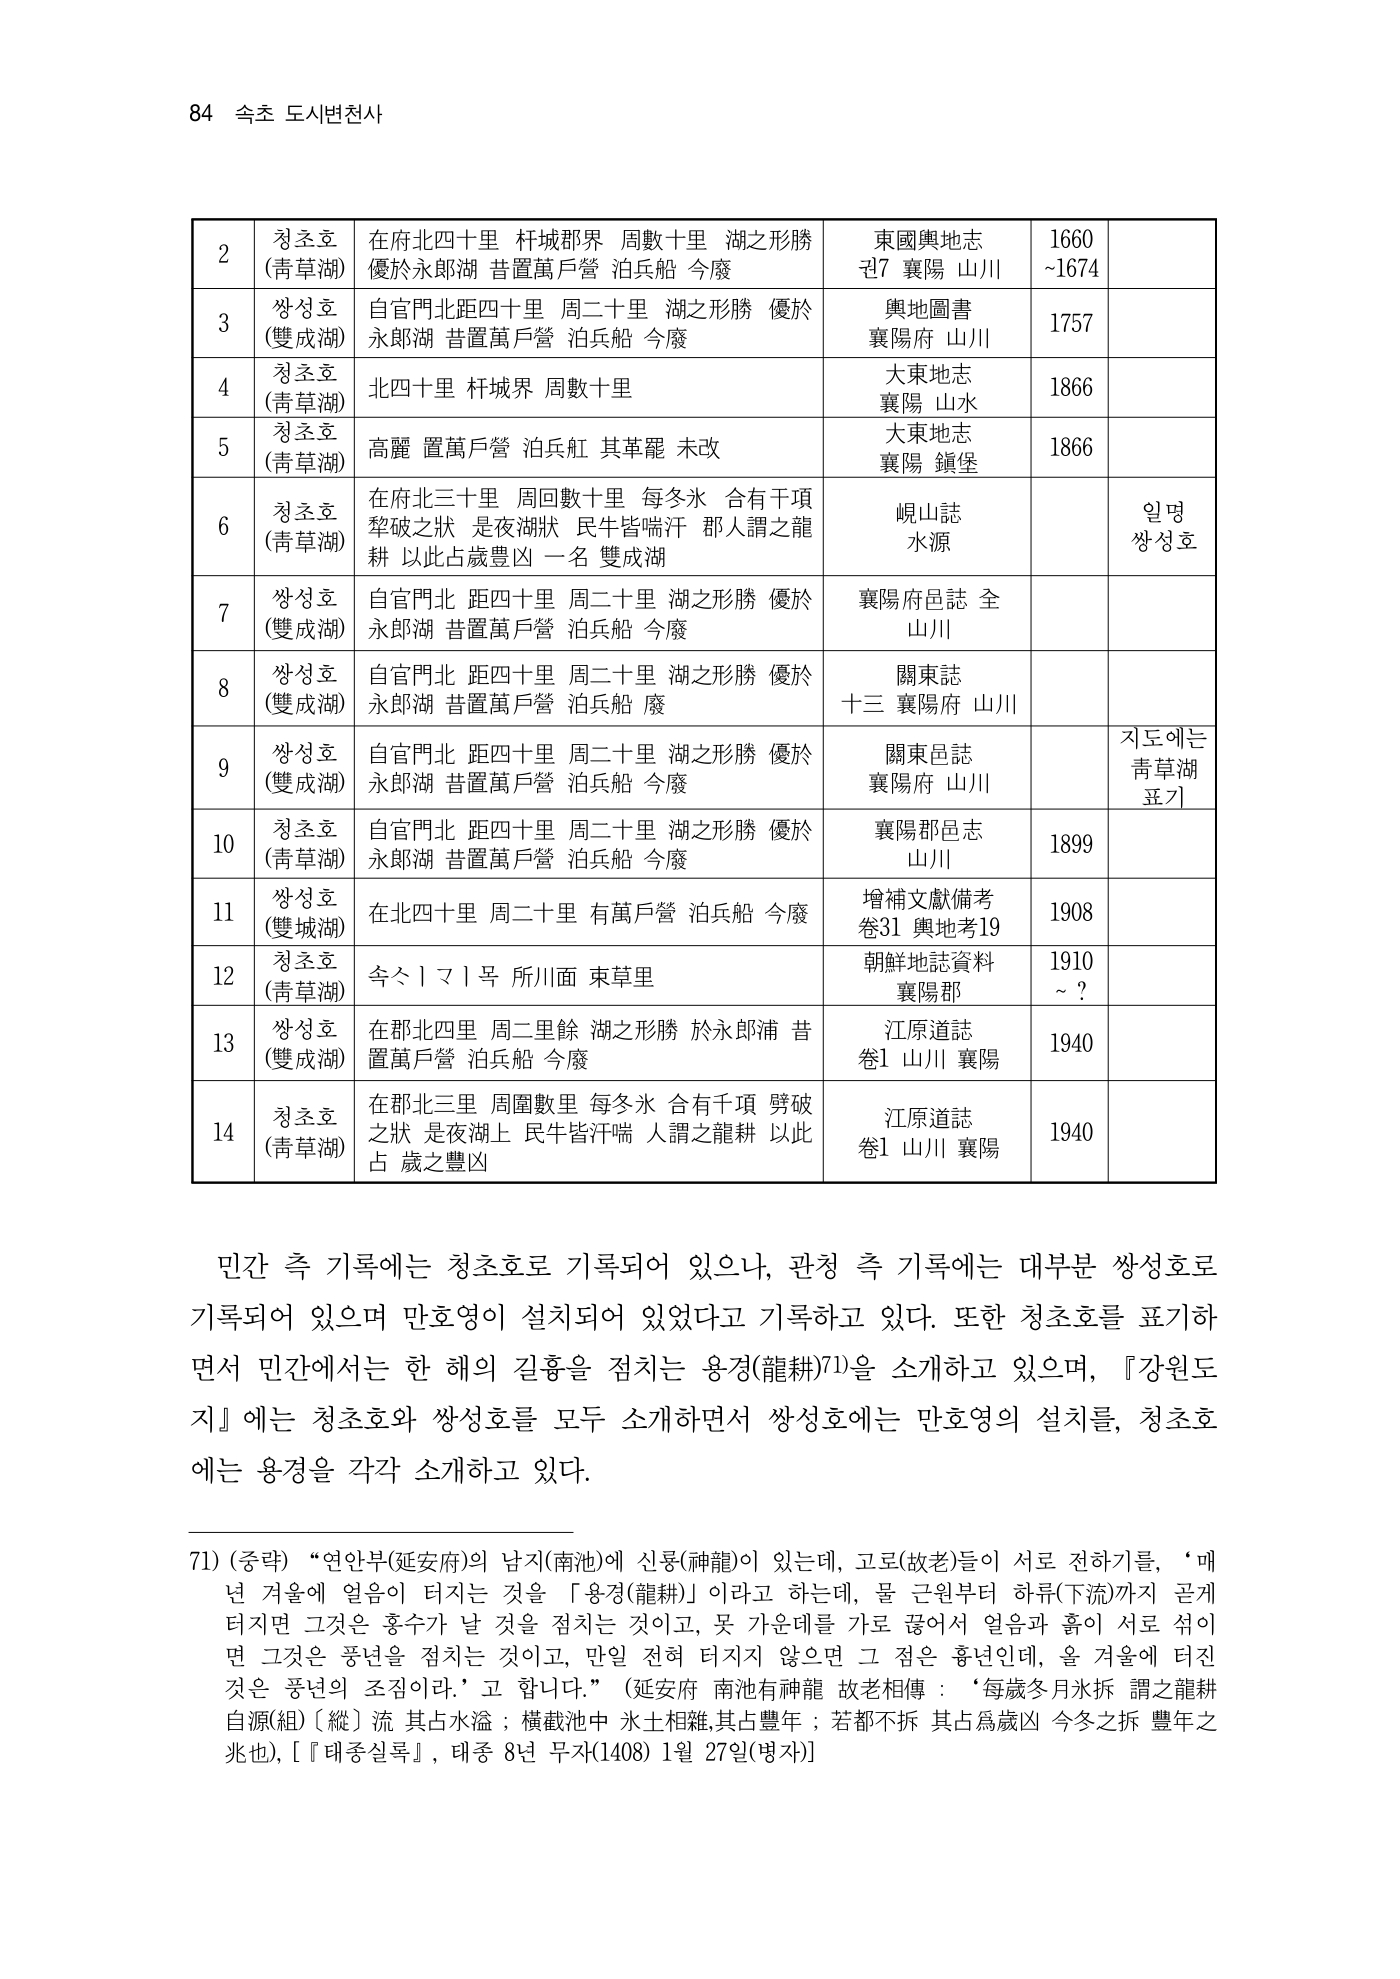 84 속초 도시변천사
2
청초호
(靑草湖)
在府北四十里 杆城郡界 周數十里 湖之形勝
優於永郞湖 昔置萬戶營 泊兵船 今廢
東國輿地志
권7 襄陽 山川
1660
~1674
3
쌍성호
(雙成湖)
自官門北距四十里 周二十里 湖之形勝 優於
永郞湖 昔置萬戶營 泊兵船 今廢
輿地圖書
襄陽府 山川
1757
4
청초호
(靑草湖)
北四十里 杆城界 周數十里
大東地志
襄陽 山水
1866
5
청초호
(靑草湖)
高麗 置萬戶營 泊兵舡 其革罷 未改
大東地志
襄陽 鎭堡
1866
6
청초호
(靑草湖)
在府北三十里 周回數十里 每冬氷 合有干項
犂破之狀 是夜湖狀 民牛皆喘汗 郡人謂之龍
耕 以此占歲豊凶 一名 雙成湖
峴山誌
水源
일명
쌍성호
7
쌍성호
(雙成湖)
自官門北 距四十里 周二十里 湖之形勝 優於
永郞湖 昔置萬戶營 泊兵船 今廢
襄陽府邑誌 全
山川
8
쌍성호
(雙成湖)
自官門北 距四十里 周二十里 湖之形勝 優於
永郞湖 昔置萬戶營 泊兵船 廢
關東誌
十三 襄陽府 山川
9
쌍성호
(雙成湖)
自官門北 距四十里 周二十里 湖之形勝 優於
永郞湖 昔置萬戶營 泊兵船 今廢
關東邑誌
襄陽府 山川
지도에는
靑草湖
표기
10
청초호
(靑草湖)
自官門北 距四十里 周二十里 湖之形勝 優於
永郞湖 昔置萬戶營 泊兵船 今廢
襄陽郡邑志
山川
1899
11
쌍성호
(雙城湖)
在北四十里 周二十里 有萬戶營 泊兵船 今廢
增補文獻備考
卷31 輿地考19
1908
12
청초호
(靑草湖)
속ᄉㅣᄀㅣ목 所川面 束草里
朝鮮地誌資料
襄陽郡
1910
~ ?
13
쌍성호
(雙成湖)
在郡北四里 周二里餘 湖之形勝 於永郞浦 昔
置萬戶營 泊兵船 今廢
江原道誌
卷1 山川 襄陽
1940
14
청초호
(靑草湖)
在郡北三里 周圍數里 每冬氷 合有千項 劈破
之狀 是夜湖上 民牛皆汗喘 人謂之龍耕 以此
占 歲之豊凶
江原道誌
卷1 山川 襄陽
1940
민간 측 기록에는 청초호로 기록되어 있으나, 관청 측 기록에는 대부분 쌍성호로
기록되어 있으며 만호영이 설치되어 있었다고 기록하고 있다. 또한 청초호를 표기하
면서 민간에서는 한 해의 길흉을 점치는 용경(龍耕)71)을 소개하고 있으며, 『강원도
지』에는 청초호와 쌍성호를 모두 소개하면서 쌍성호에는 만호영의 설치를, 청초호
에는 용경을 각각 소개하고 있다.
71) (중략) “연안부(延安府)의 남지(南池)에 신룡(神龍)이 있는데, 고로(故老)들이 서로 전하기를, ‘매
년 겨울에 얼음이 터지는 것을 「용경(龍耕)」이라고 하는데, 물 근원부터 하류(下流)까지 곧게
터지면 그것은 홍수가 날 것을 점치는 것이고, 못 가운데를 가로 끊어서 얼음과 흙이 서로 섞이
면 그것은 풍년을 점치는 것이고, 만일 전혀 터지지 않으면 그 점은 흉년인데, 올 겨울에 터진
것은 풍년의 조짐이라.’고 합니다.” (延安府 南池有神龍 故老相傳 : ‘每歲冬月氷拆 謂之龍耕
自源(組)〔縱〕流 其占水溢 ; 橫截池中 氷土相雜,其占豐年 ; 若都不拆 其占爲歲凶 今冬之拆 豐年之
兆也), [『태종실록』, 태종 8년 무자(1408) 1월 27일(병자)]